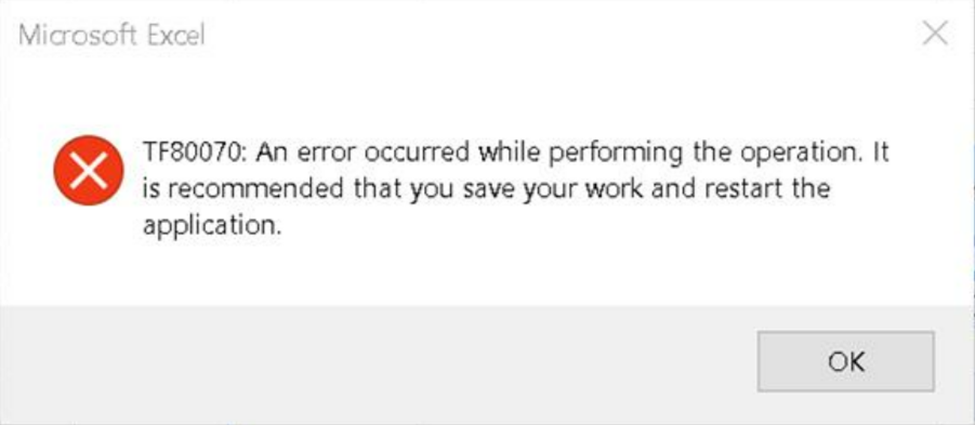 Microsoft Excel
TF80070: An error occurred while performing the operation. It
is recommended that you save your work and restart the
application.
OK